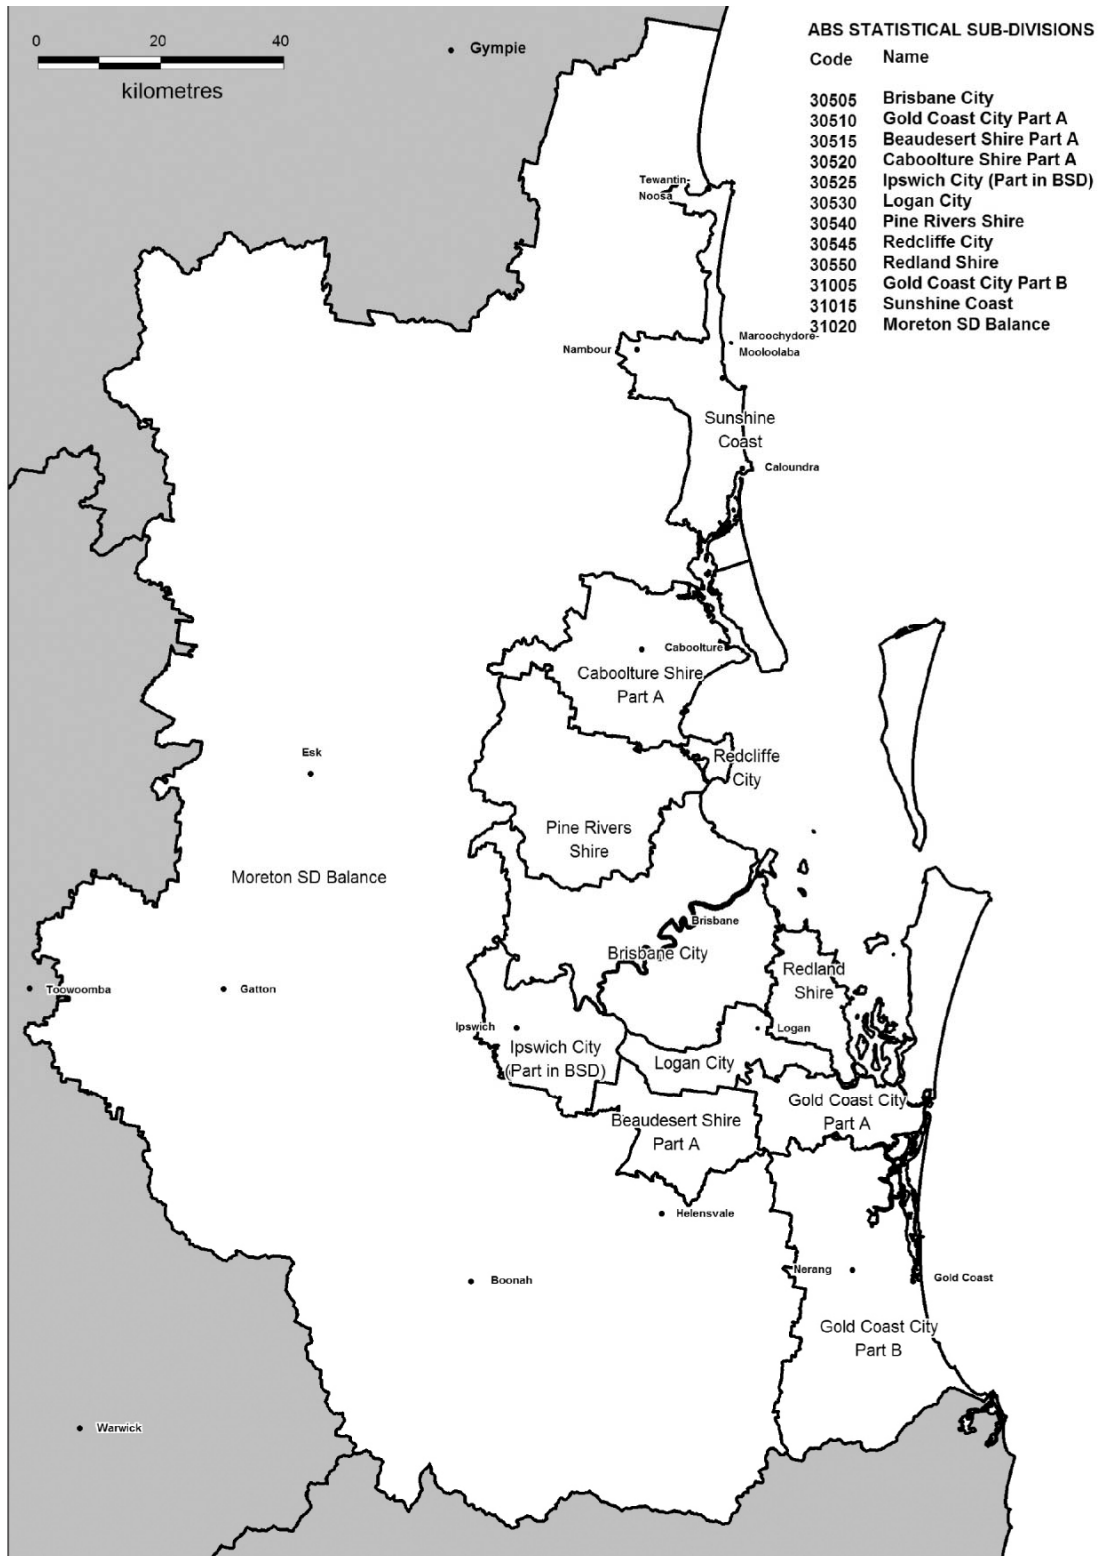 ABS STATISTICAL SUB-DIVISIONS
Code Name
30505 Brisbane City
30510 Gold Coast City Part A
30515 Beaudesert Shire Part A
30520 Caboolture Shire Part A
30525 Ipswich City (Part in BSD)
30530 Logan City
30540 Pine Rivers Shire
30545 Redcliffe City
30550 Redland Shire
31005 Gold Coast City Part B
31015 Sunshine Coast
31020 Moreton SD Balance
0 20 40
kilometres
Gympie
Tewantin-
Noosa
Nambour
Maroochydore-
Mooloolaba
Sunshine
Coast
Caloundra
Caboolture
Caboolture Shire
Part A
Redcliffe
City
Esk
Pine Rivers
Shire
Moreton SD Balance
Brisbane
Brisbane City
Redland
Shire
Toowoomba
Gatton
Ipswich
Ipswich City
(Part in BSD)
Logan
Logan City
Gold Coast City
Part A
Beaudesert Shire
Part A
Helensvale
Boonah
Nerang
Gold Coast
Gold Coast City
Part B
Warwick